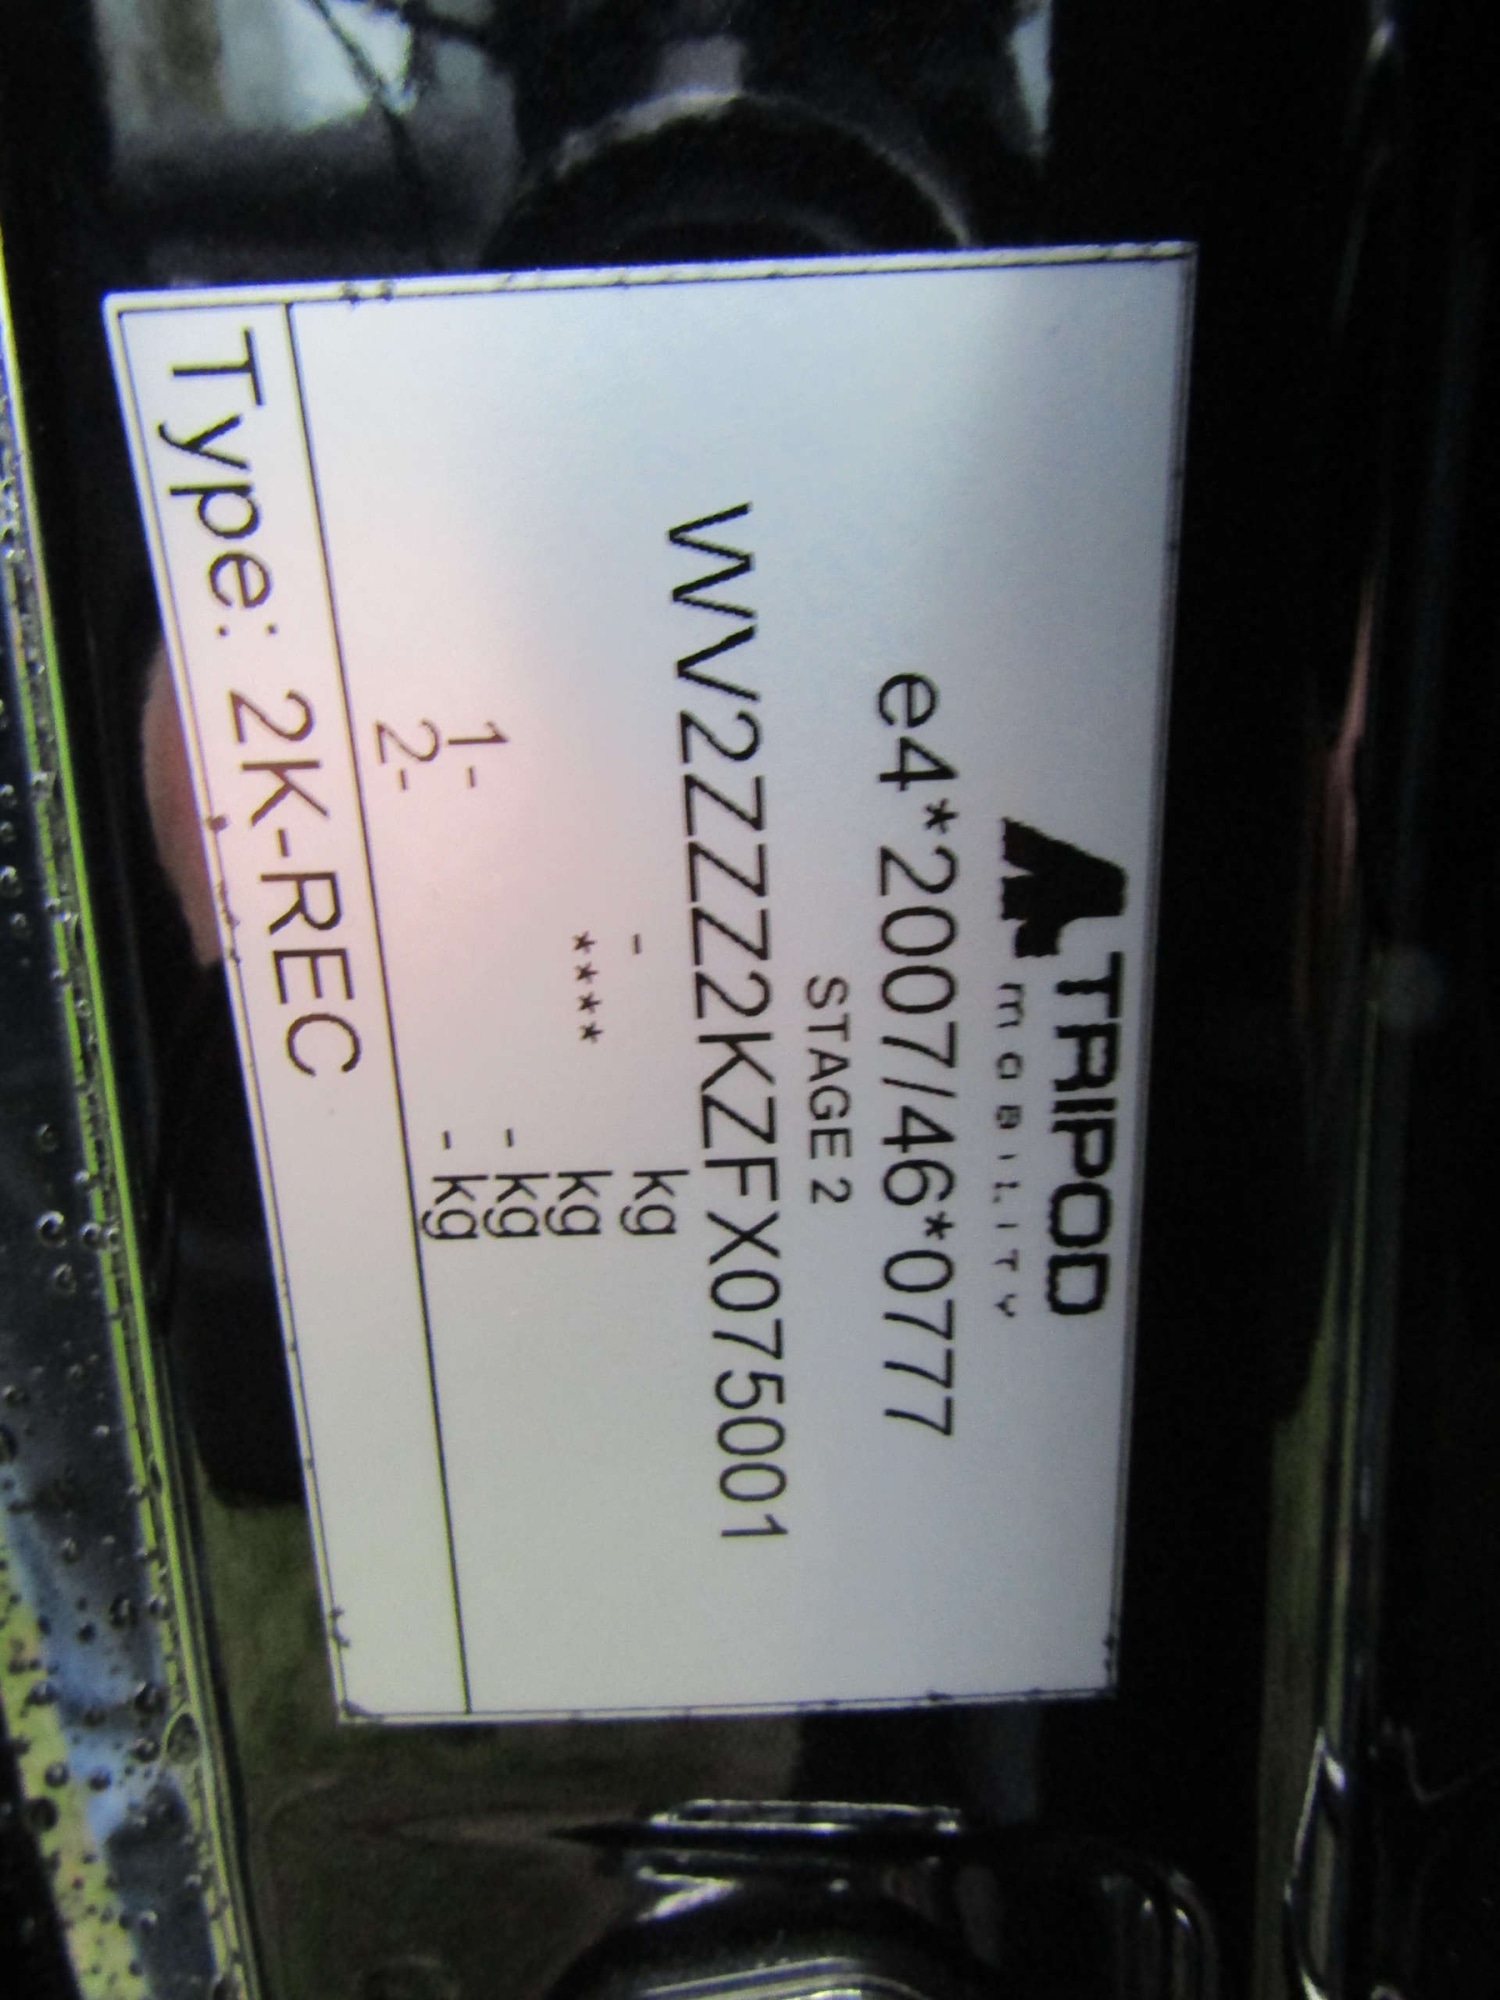 TRIPOD
MOBILITY
e4*2007/46*0777
STAGE 2
WV2ZZZ2KZFX075001
- kg
**** kg
1- - kg
2- - kg
Type: 2K-REC